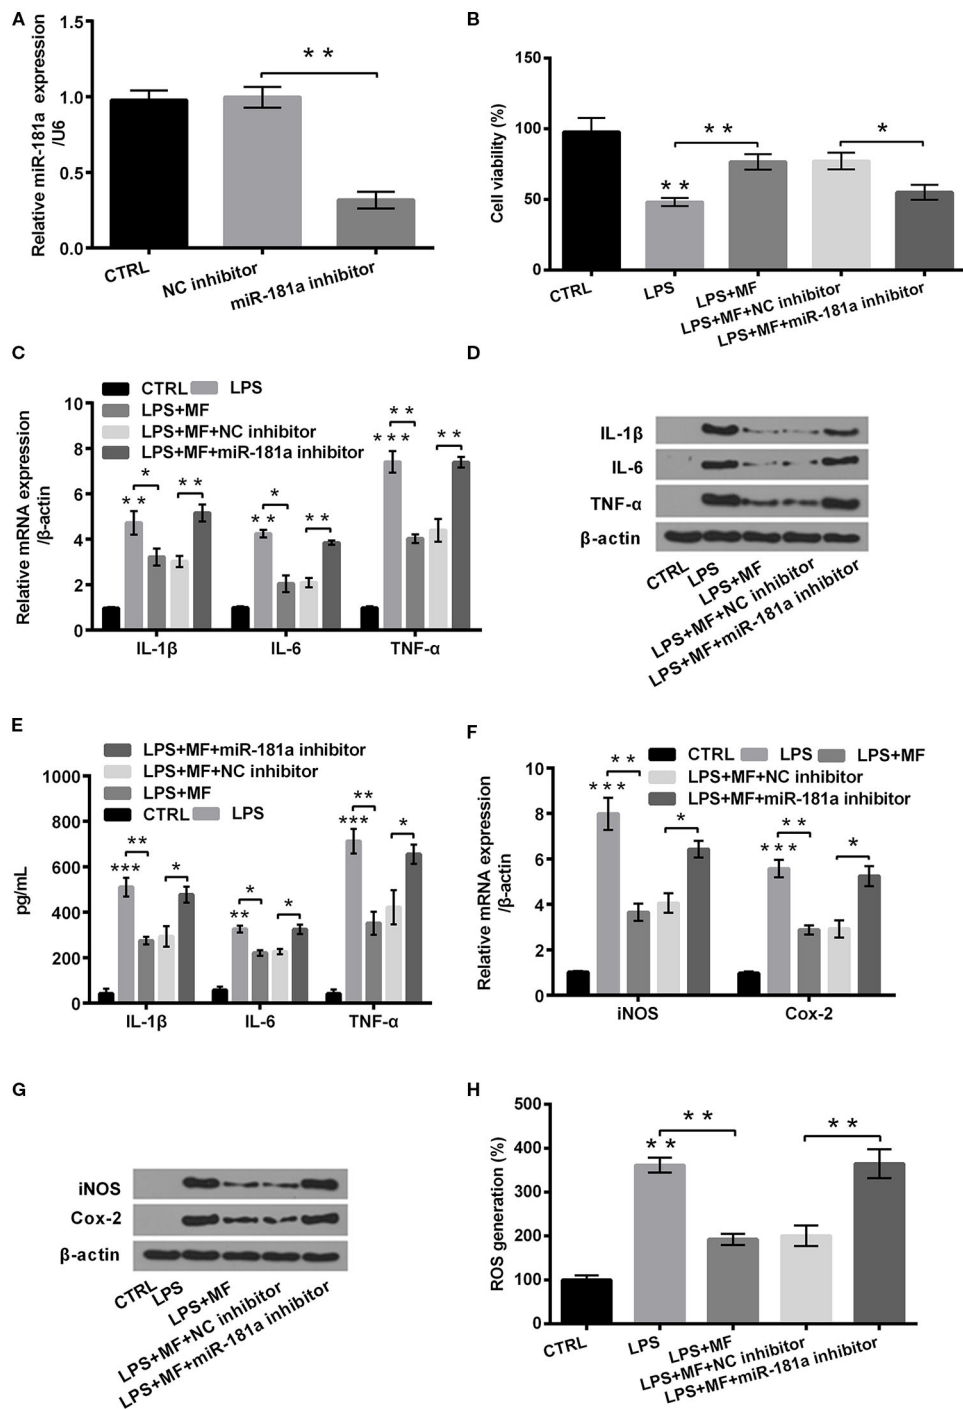 A
Relative miR-181a expression
/U6
1.5
1.0
0.5
0.0
* *
CTRL
NC inhibitor
miR-181a inhibitor
B
Cell viability (%)
150
100
50
0
* *
* *
*
CTRL
LPS
LPS+MF
LPS+MF+NC inhibitor
LPS+MF+miR-181a inhibitor
C
CTRL LPS
LPS+MF
LPS+MF+NC inhibitor
LPS+MF+miR-181a inhibitor
Relative mRNA expression
/β-actin
10
8
6
4
2
0
* *
*
* *
* *
*
* *
* * *
* *
* *
IL-1β IL-6 TNF-α
D
IL-1β
IL-6
TNF-α
β-actin
CTRL
LPS
LPS+MF
LPS+MF+NC inhibitor
LPS+MF+miR-181a inhibitor
E
LPS+MF+miR-181a inhibitor
LPS+MF+NC inhibitor
LPS+MF
CTRL LPS
pg/mL
1000
800
600
400
200
0
***
**
*
**
*
*
***
**
*
IL-1β IL-6 TNF-α
F
CTRL LPS LPS+MF
LPS+MF+NC inhibitor
LPS+MF+miR-181a inhibitor
Relative mRNA expression
/β-actin
10
8
6
4
2
0
* * *
* *
*
* * *
* *
*
iNOS Cox-2
G
iNOS
Cox-2
β-actin
CTRL
LPS
LPS+MF
LPS+MF+NC inhibitor
LPS+MF+miR-181a inhibitor
H
ROS generation (%)
500
400
300
200
100
0
* *
* *
* *
CTRL
LPS
LPS+MF
LPS+MF+NC inhibitor
LPS+MF+miR-181a inhibitor